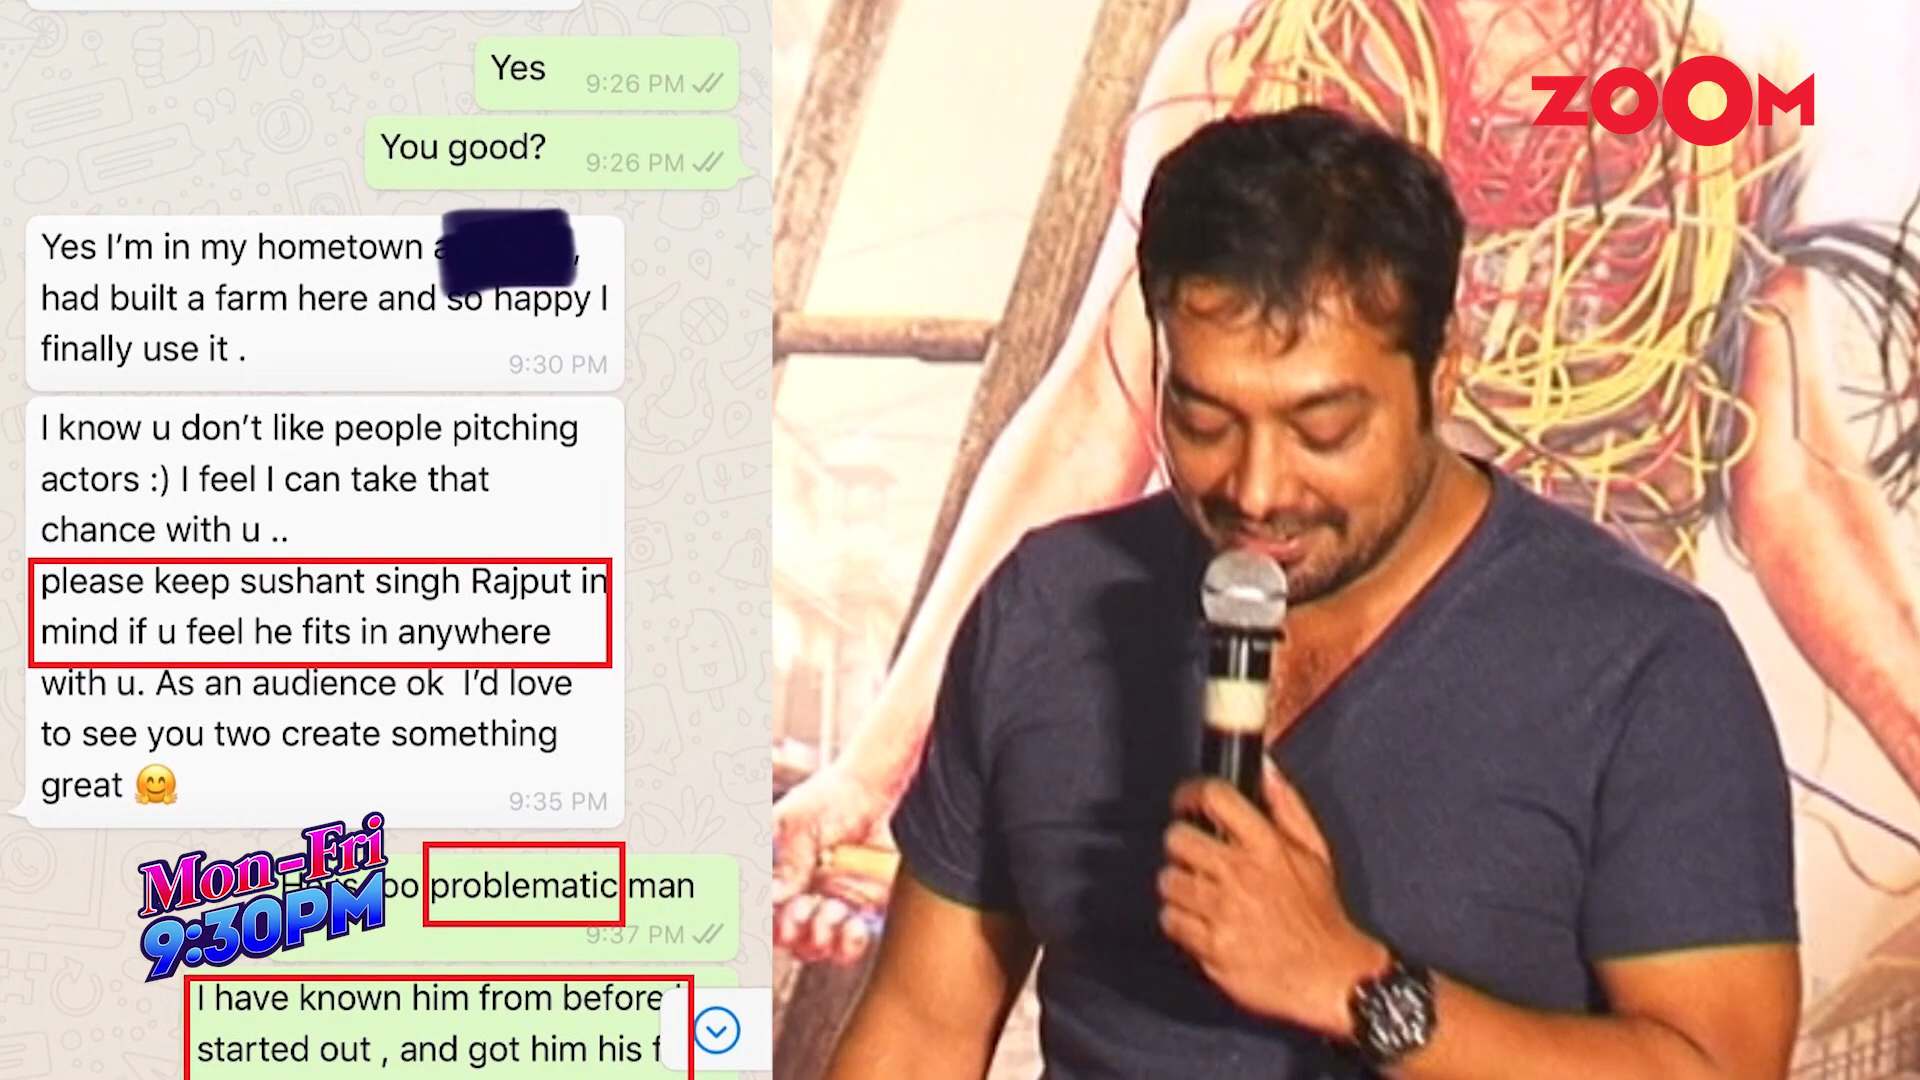 Yes
9:26 PM
You good?
9:26 PM
Yes I’m in my hometown
had built a farm here and so happy I
finally use it .
9:30 PM
I know u don’t like people pitching
actors :) I feel I can take that
chance with u ..
please keep sushant singh Rajput in
mind if u feel he fits in anywhere
with u. As an audience ok I’d love
to see you two create something
great 🤗
9:35 PM
problematic man
9:37 PM
I have known him from before
started out , and got him his
Mon-Fri
9:30PM
ZOOM